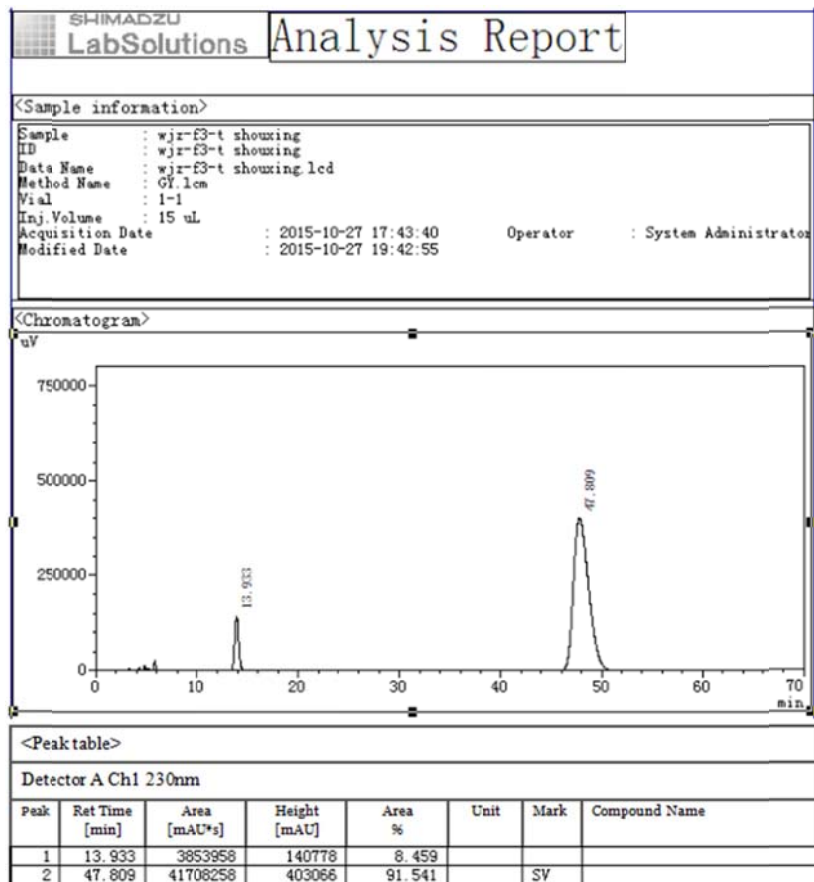 SHIMADZU
LabSolutions Analysis Report
<Sample information>
Sample : wjr-f3-t shouxing
ID : wjr-f3-t shouxing
Data Name : wjr-f3-t shouxing.lcd
Method Name : GY.lcm
Vial : 1-1
Inj.Volume : 15 uL
Acquisition Date : 2015-10-27 17:43:40 Operator : System Administrator
Modified Date : 2015-10-27 19:42:55
<Chromatogram>
uV
750000
500000
47.809
250000
13.933
0
0 10 20 30 40 50 60 70
min
<Peak table>
Detector A Ch1 230nm
Peak Ret Time Area Height Area Unit Mark Compound Name
[min] [mAU*s] [mAU] %
1 13.933 3853958 140778 8.459
2 47.809 41708258 403066 91.541 SV